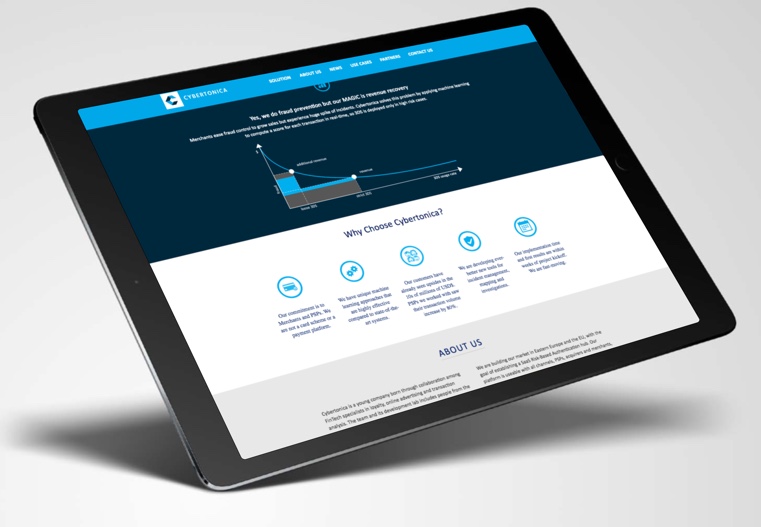 CYBERTONICA
SOLUTION ABOUT US NEWS USE CASES PARTNERS CONTACT US
Yes, we do fraud prevention but our MAGIC is revenue recovery
Merchants ease fraud control to grow sales but experience huge spike of incidents. Cybertonica solves this problem by applying machine learning
to compute a score for each transaction in real-time, so 3DS is deployed only in high risk cases.
$
additional revenue
revenue
3DS usage rate
Why Choose Cybertonica?
Our commitment is to
Merchants and PSPs. We
are not a card scheme or a
payment platform.
We have unique machine
learning approaches that
are highly effective
compared to state-of-the-
art systems.
Our customers have
already seen upticks in the
10s of millions of USD$.
PSPs we worked with saw
their transaction volume
increase by 80%.
We are developing ever-
better new tools for
incident management,
mapping and
investigations.
Our implementation time
and first results are within
weeks of project kickoff.
We are fast moving.
ABOUT US
Cybertonica is a young company born through collaboration among
FinTech specialists in loyalty, online advertising and transaction
analysis. The team and its development lab includes people from the
We are building our market in Eastern Europe and the EU, with the
goal of establishing a SaaS Risk-Based Authentication hub. Our
platform is useable with all channels, PSPs, acquirers and merchants,